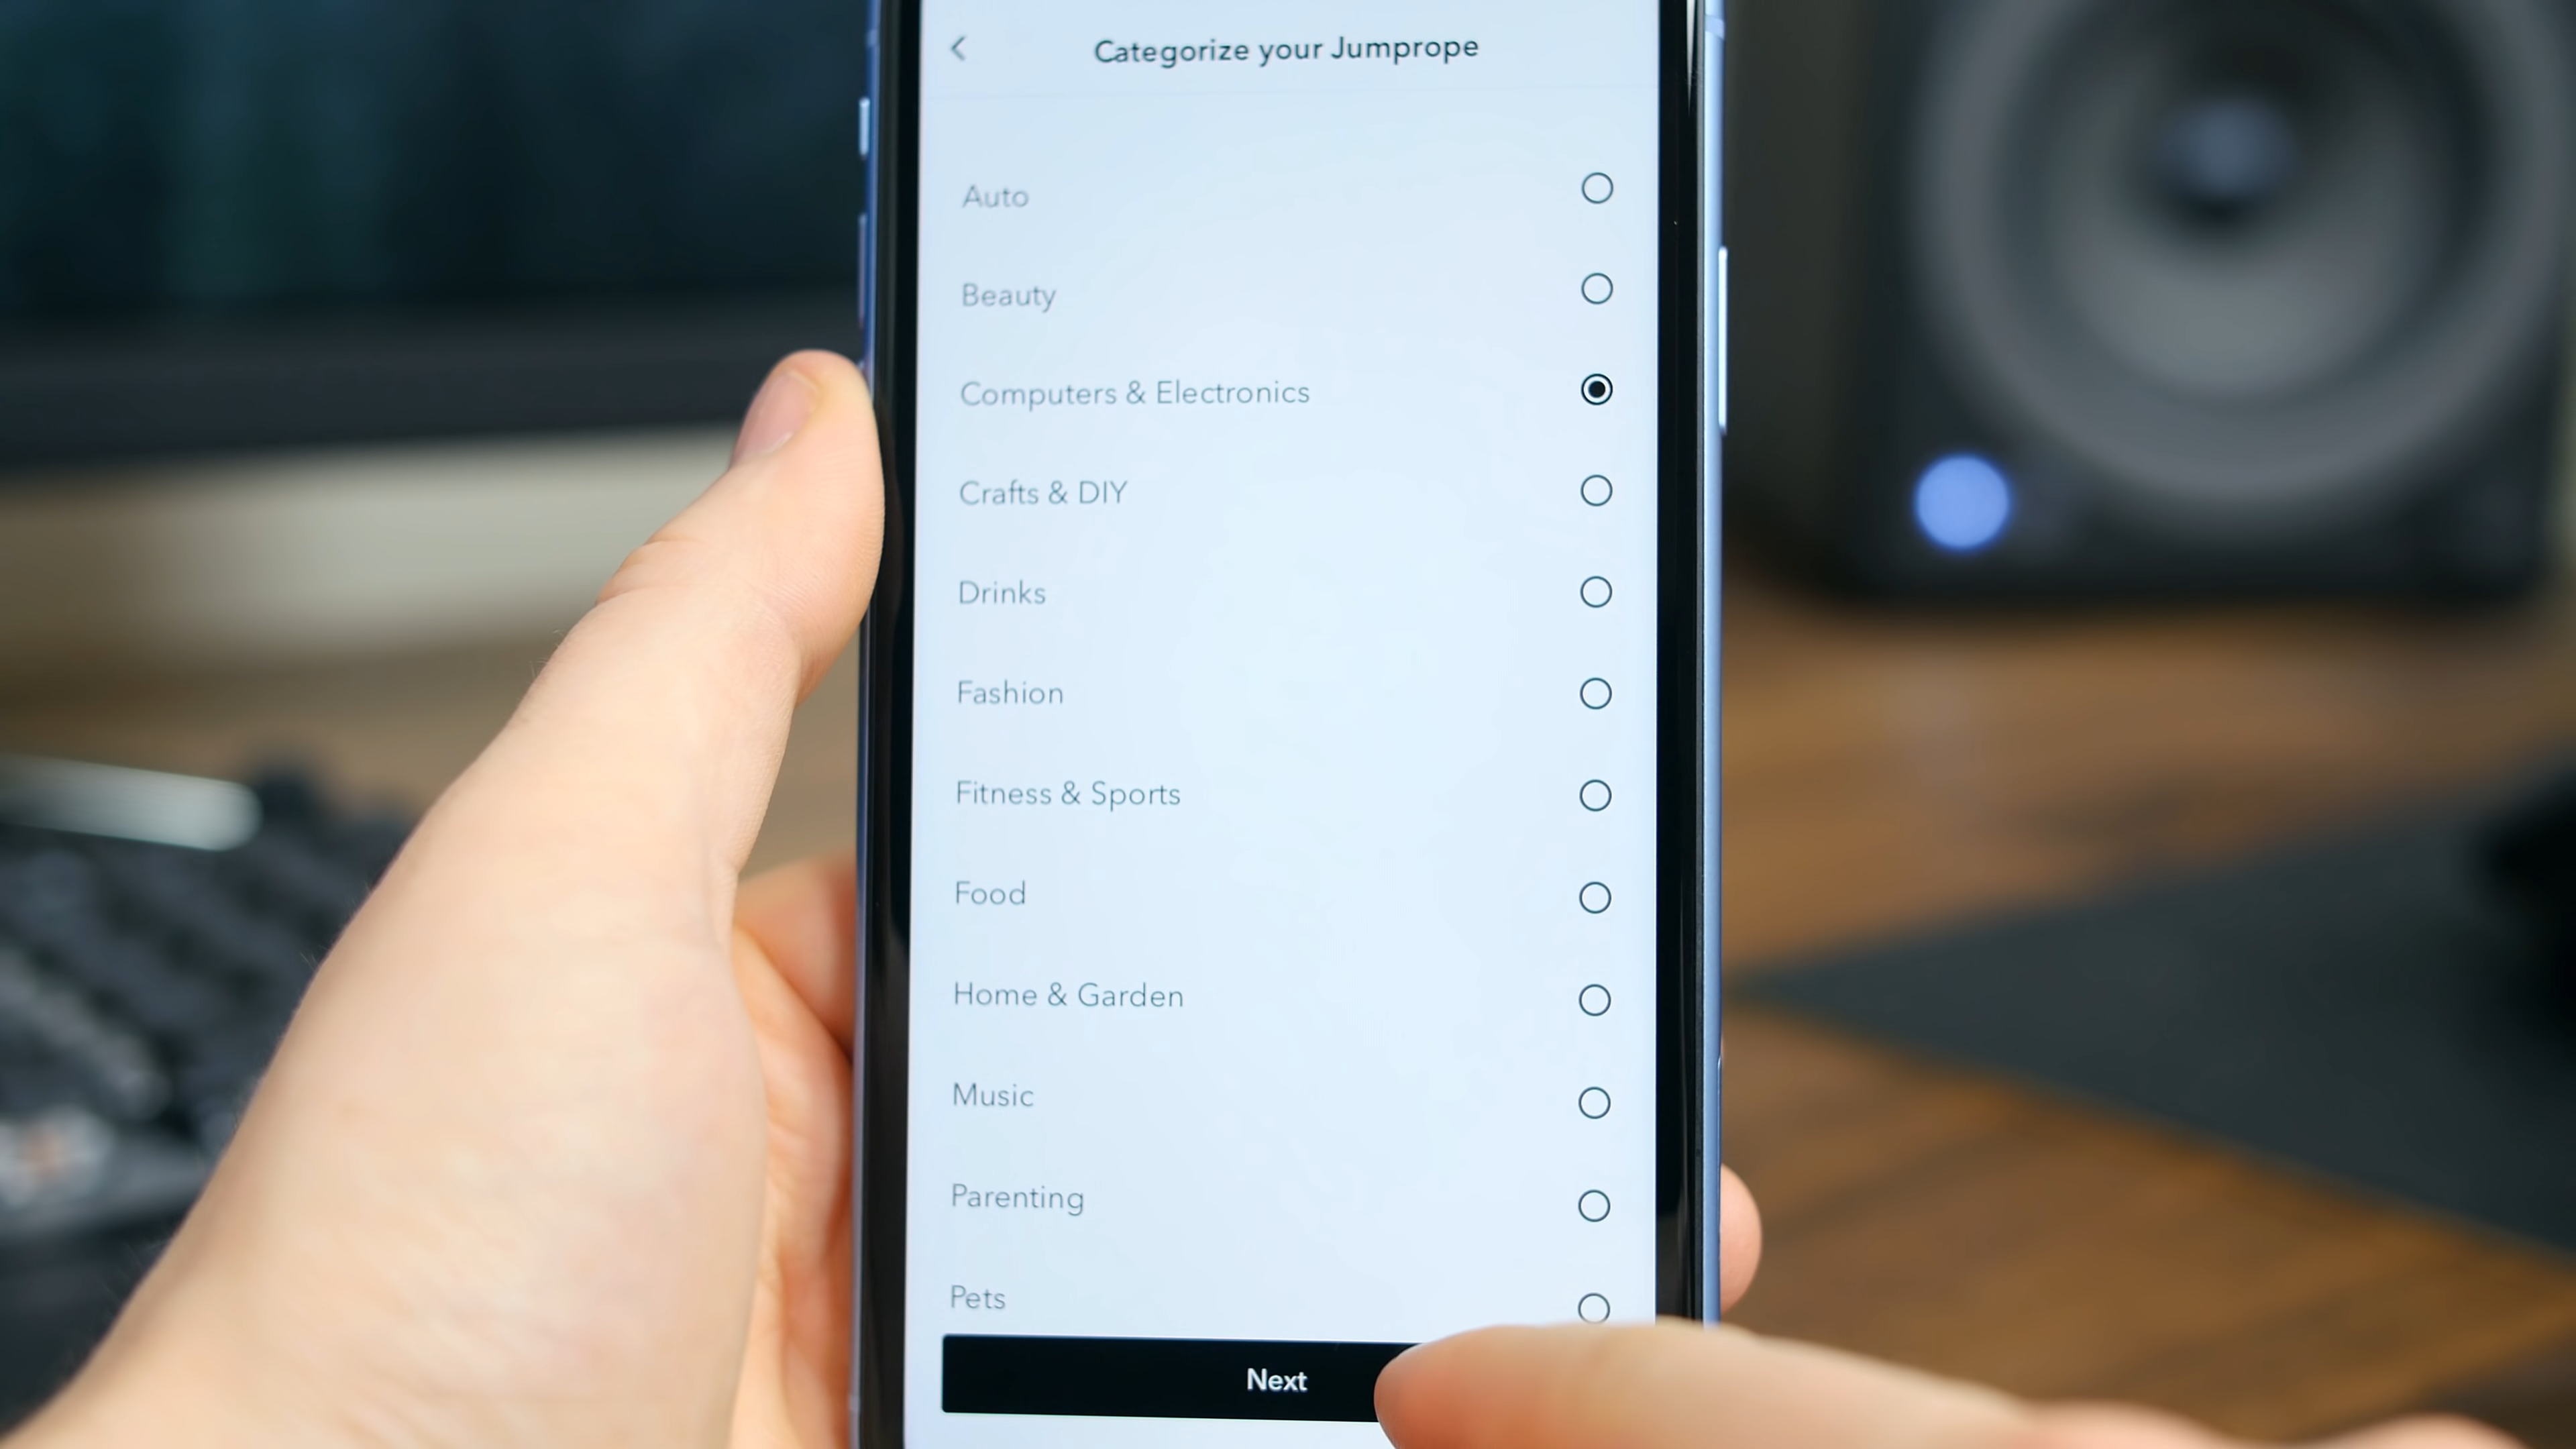 Categorize your Jumprope
Auto
Beauty
Computers & Electronics
Crafts & DIY
Drinks
Fashion
Fitness & Sports
Food
Home & Garden
Music
Parenting
Pets
Next